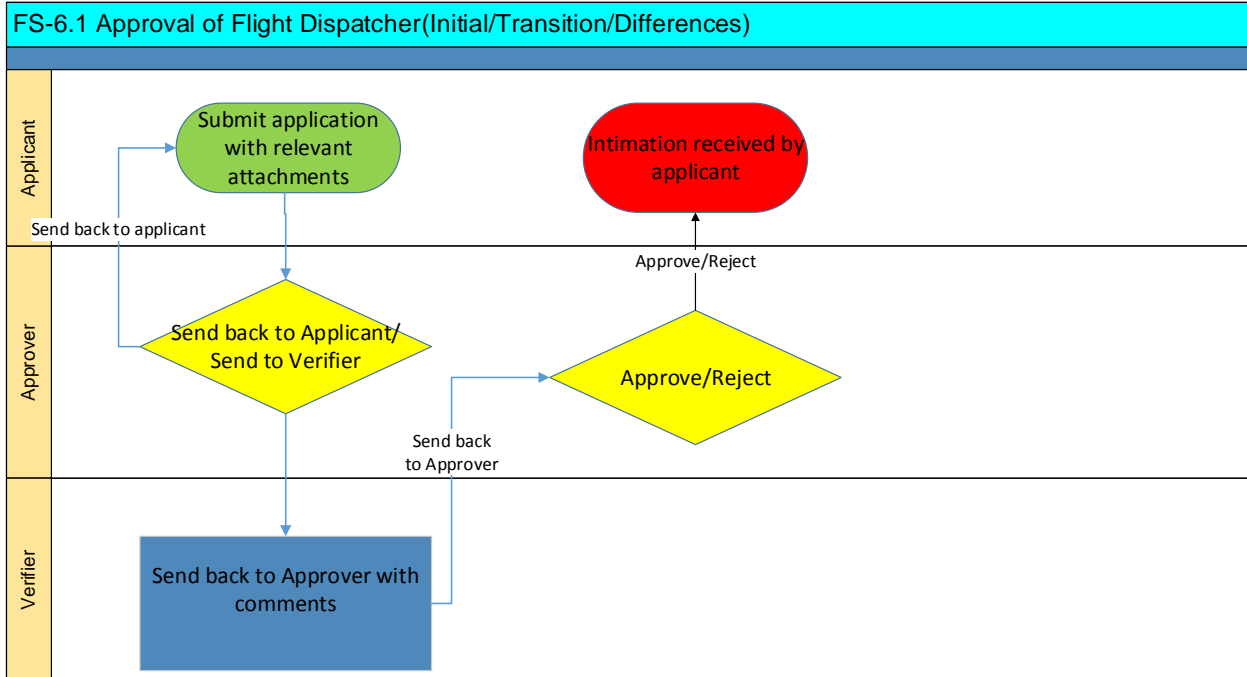 FS-6.1 Approval of Flight Dispatcher(Initial/Transition/Differences)
Applicant
Submit application
with relevant
attachments
Intimation received by
applicant
Send back to applicant
Approve/Reject
Approver
Send back to Applicant/
Send to Verifier
Approve/Reject
Send back
to Approver
Verifier
Send back to Approver with
comments